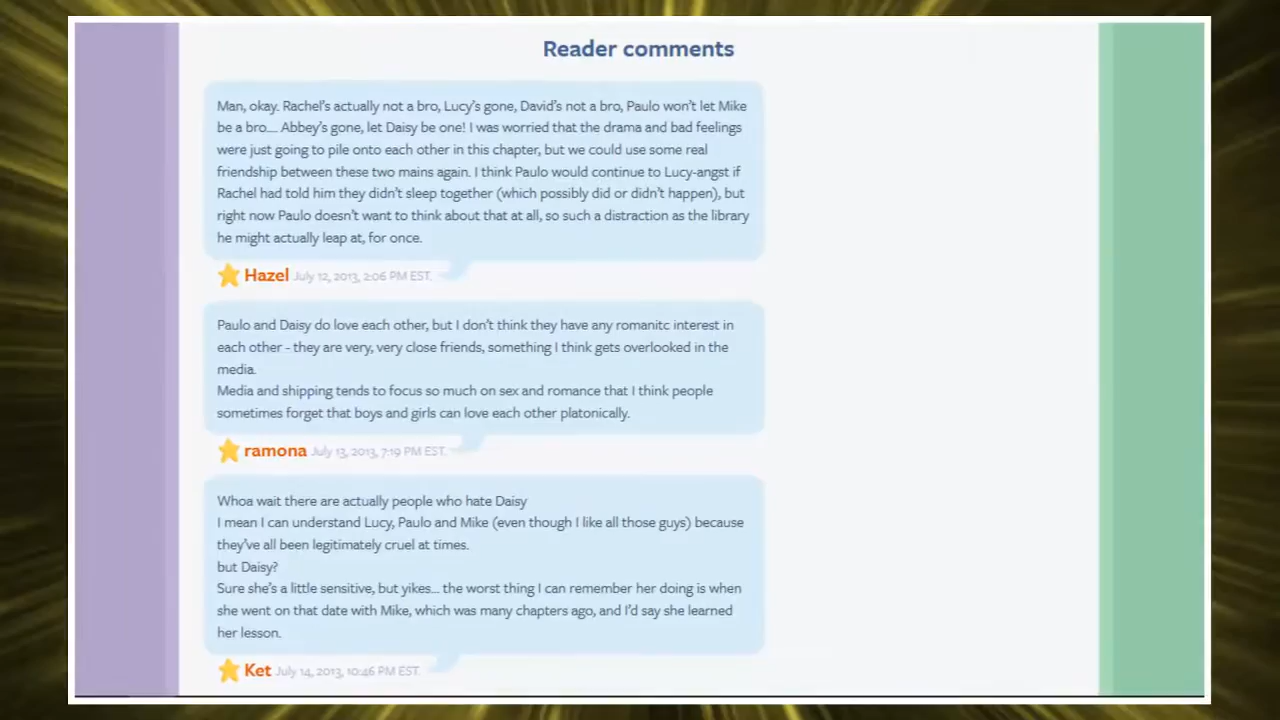 Reader comments
Man, okay. Rachel's actually not a bro, Lucy's gone, David's not a bro, Paulo won't let Mike
be a bro.... Abbey's gone, let Daisy be one! I was worried that the drama and bad feelings
were just going to pile onto each other in this chapter, but we could use some real
friendship between these two mains again. I think Paulo would continue to Lucy-angst if
Rachel had told him they didn't sleep together (which possibly did or didn't happen), but
right now Paulo doesn't want to think about that at all, so such a distraction as the library
he might actually leap at, for once.
Hazel July 12, 2013, 2:06 PM EST.
Paulo and Daisy do love each other, but I don't think they have any romanitc interest in
each other - they are very, very close friends, something I think gets overlooked in the
media.
Media and shipping tends to focus so much on sex and romance that I think people
sometimes forget that boys and girls can love each other platonically.
ramona July 13, 2013, 7:19 PM EST.
Whoa wait there are actually people who hate Daisy
I mean I can understand Lucy, Paulo and Mike (even though I like all those guys) because
they've all been legitimately cruel at times.
but Daisy?
Sure she's a little sensitive, but yikes... the worst thing I can remember her doing is when
she went on that date with Mike, which was many chapters ago, and I'd say she learned
her lesson.
Ket July 14, 2013, 10:46 PM EST.